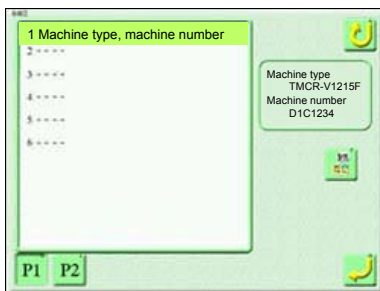 1 Machine type, machine number
2 - - - -
3 - - - -
4 - - - -
5 - - - -
6 - - - -
Machine type
TMCR-V1215F
Machine number
D1C1234
P1 P2